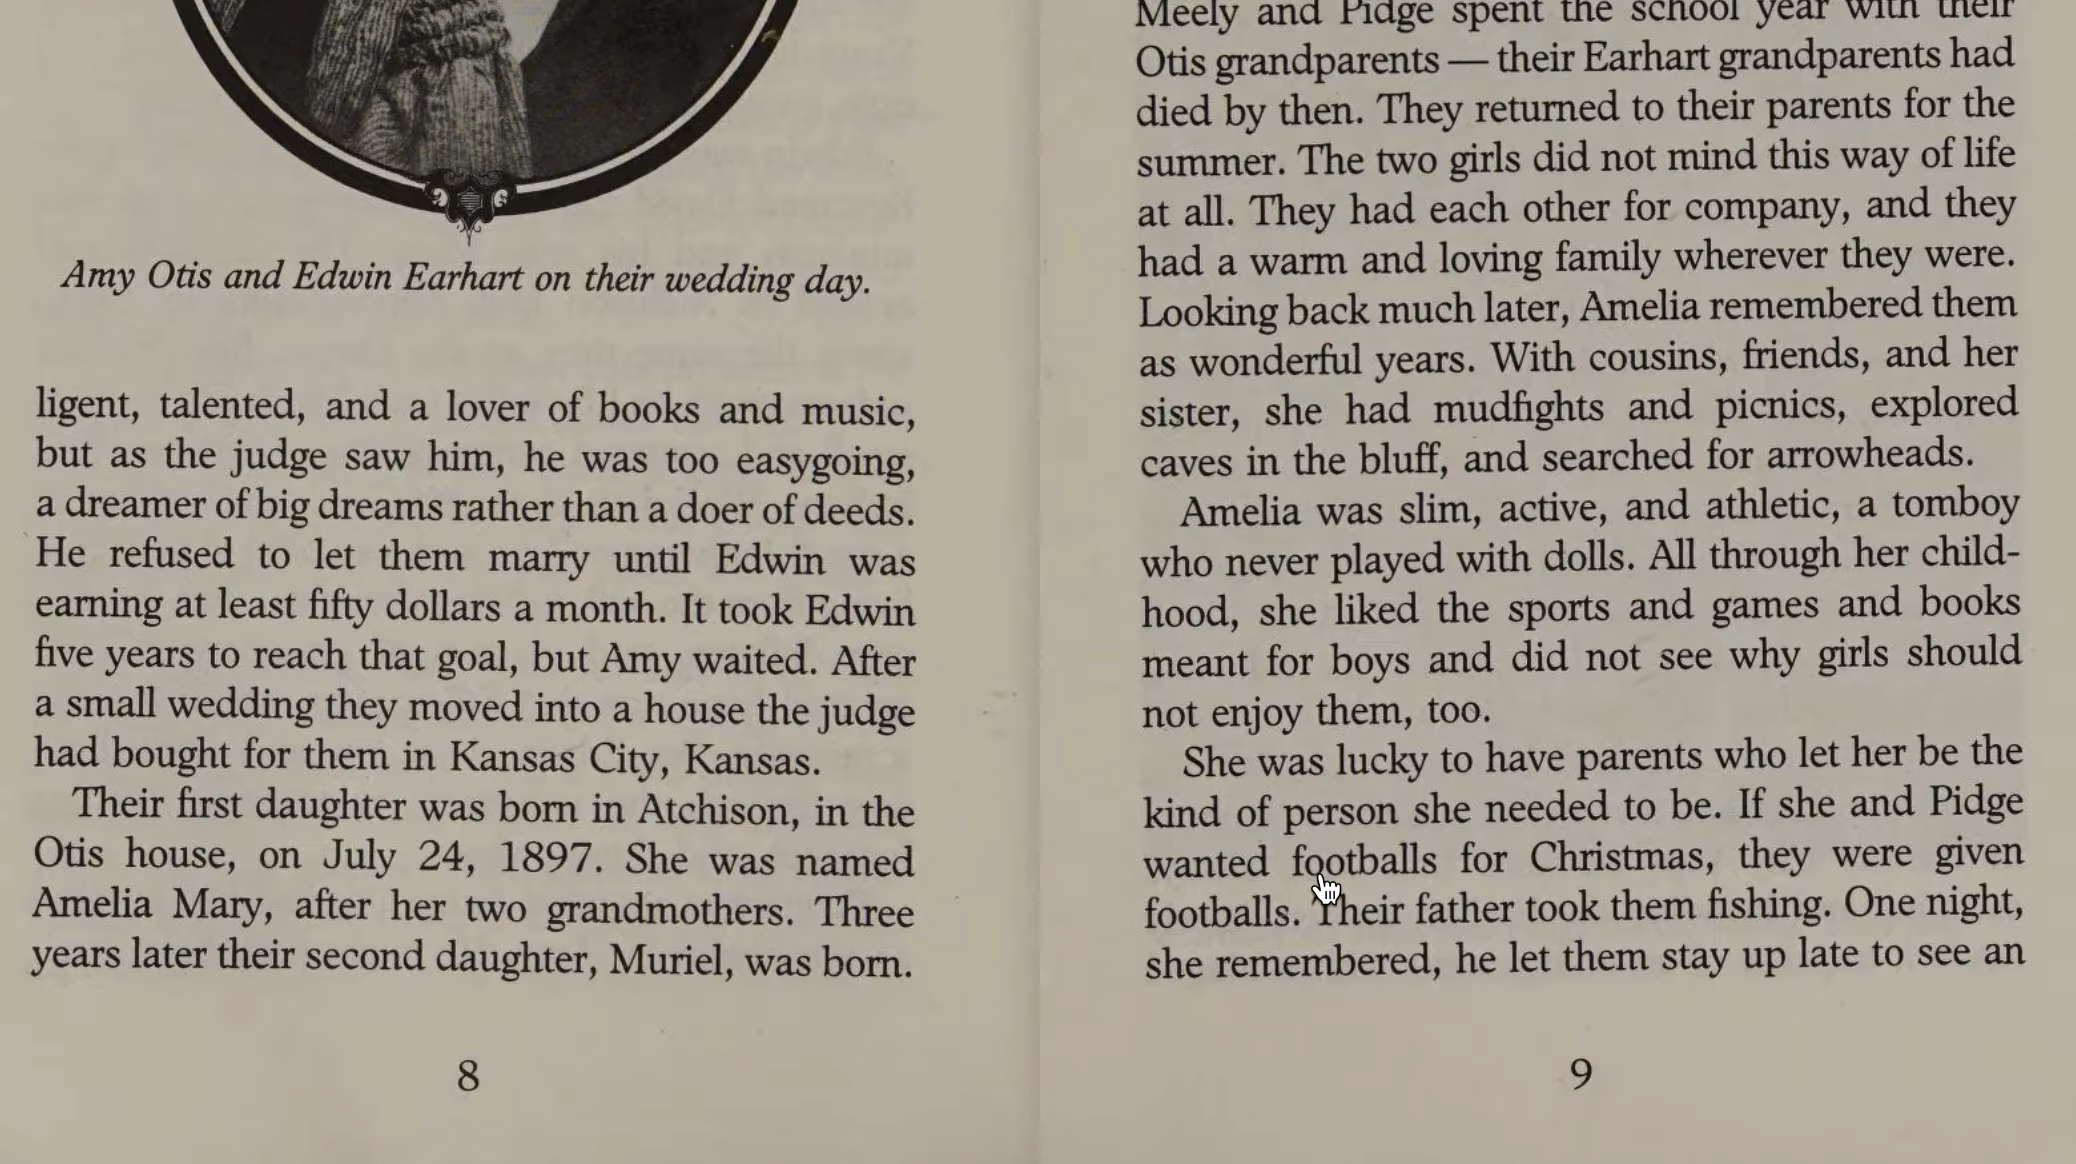 Amy Otis and Edwin Earhart on their wedding day.
ligent, talented, and a lover of books and music,
but as the judge saw him, he was too easygoing,
a dreamer of big dreams rather than a doer of deeds.
He refused to let them marry until Edwin was
earning at least fifty dollars a month. It took Edwin
five years to reach that goal, but Amy waited. After
a small wedding they moved into a house the judge
had bought for them in Kansas City, Kansas.
Their first daughter was born in Atchison, in the
Otis house, on July 24, 1897. She was named
Amelia Mary, after her two grandmothers. Three
years later their second daughter, Muriel, was born.
8
Meely and Pidge spent the school year with their
Otis grandparents — their Earhart grandparents had
died by then. They returned to their parents for the
summer. The two girls did not mind this way of life
at all. They had each other for company, and they
had a warm and loving family wherever they were.
Looking back much later, Amelia remembered them
as wonderful years. With cousins, friends, and her
sister, she had mudfights and picnics, explored
caves in the bluff, and searched for arrowheads.
Amelia was slim, active, and athletic, a tomboy
who never played with dolls. All through her child-
hood, she liked the sports and games and books
meant for boys and did not see why girls should
not enjoy them, too.
She was lucky to have parents who let her be the
kind of person she needed to be. If she and Pidge
wanted footballs for Christmas, they were given
footballs. Their father took them fishing. One night,
she remembered, he let them stay up late to see an
9